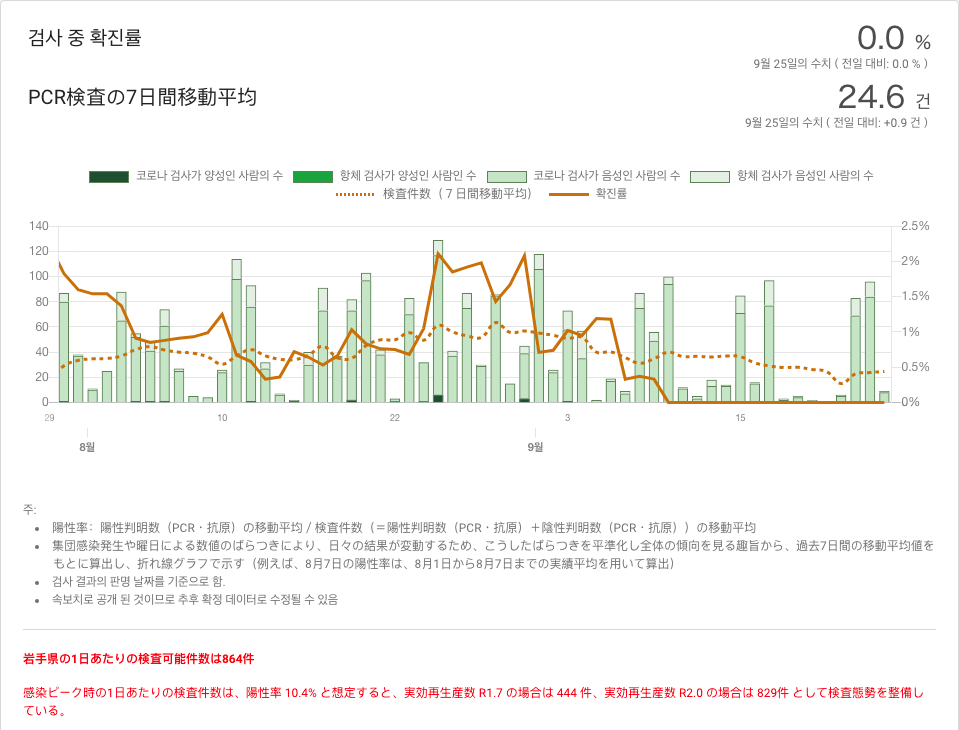 검사 중 확진률
0.0 %
9월 25일의 수치 ( 전일 대비: 0.0 % )
PCR検査の7日間移動平均
24.6 건
9월 25일의 수치 ( 전일 대비: +0.9 건 )
코로나 검사가 양성인 사람의 수 항체 검사가 양성인 사람인 수 코로나 검사가 음성인 사람의 수 항체 검사가 음성인 사람의 수
検査件数（７日間移動平均） 확진률
140 2.5%
120 2%
100 1.5%
80
60 1%
40 0.5%
20
0 0%
29 10 22 3 15
8월 9월
주:
• 陽性率：陽性判明数（PCR・抗原）の移動平均 / 検査件数（＝陽性判明数（PCR・抗原）＋陰性判明数（PCR・抗原））の移動平均
• 集団感染発生や曜日による数値のばらつきにより、日々の結果が変動するため、こうしたばらつきを平準化し全体の傾向を見る趣旨から、過去7日間の移動平均値を
もとに算出し、折れ線グラフで示す（例えば、8月7日の陽性率は、8月1日から8月7日までの実績平均を用いて算出）
• 검사 결과의 판명 날짜를 기준으로 함.
• 속보치로 공개 된 것이므로 추후 확정 데이터로 수정될 수 있음
岩手県の1日あたりの検査可能件数は864件
感染ピーク時の1日あたりの検査件数は、陽性率 10.4% と想定すると、実効再生産数 R1.7 の場合は 444 件、実効再生産数 R2.0 の場合は 829件 として検査態勢を整備し
ている。